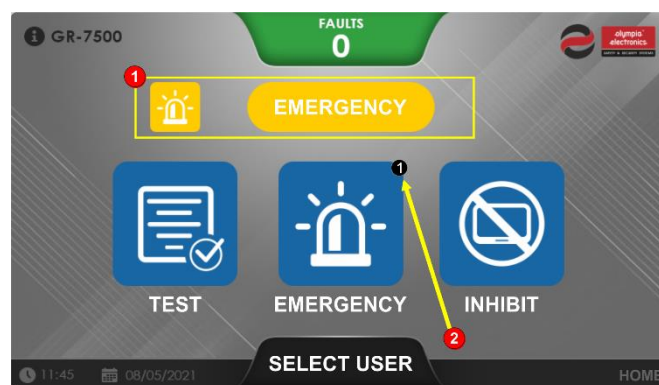 GR-7500
FAULTS
0
olympia
electronics
1
EMERGENCY
1
TEST
EMERGENCY
INHIBIT
2
SELECT USER
11:45
08/05/2021
HOME